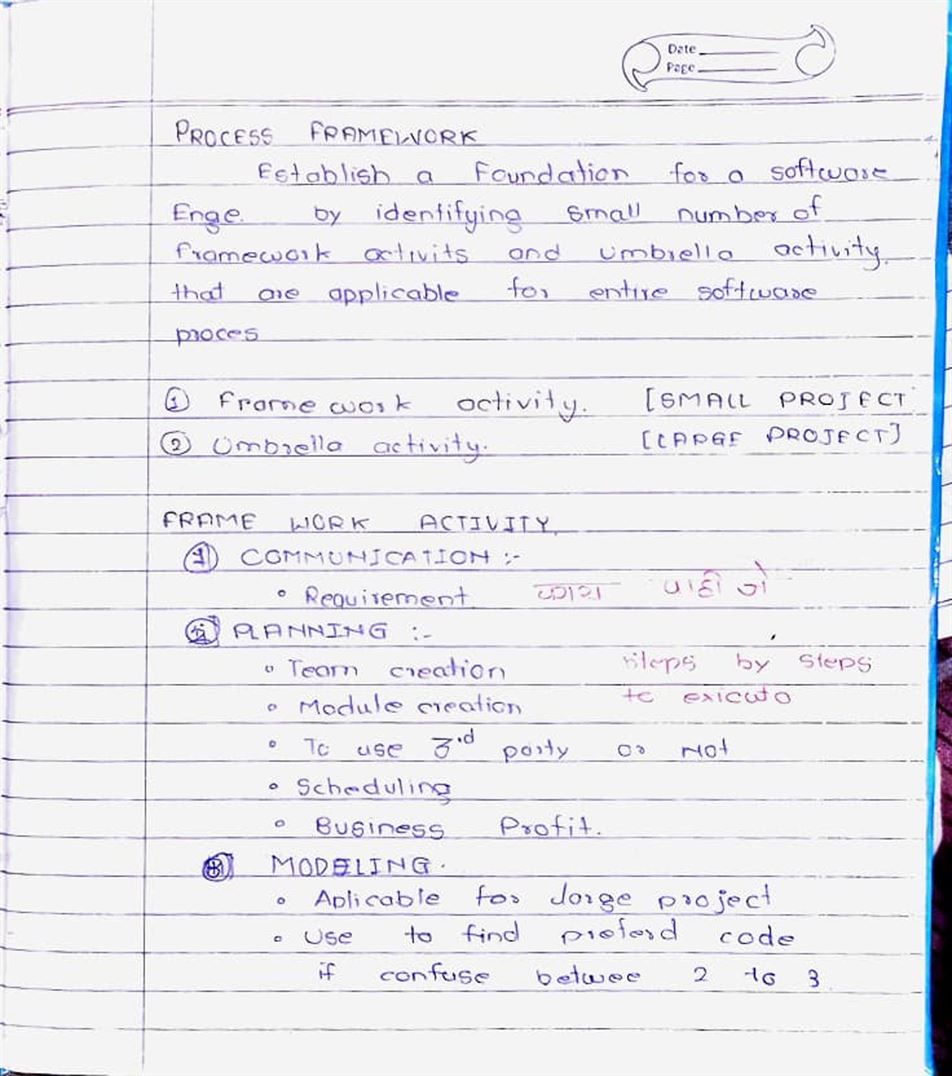 Date
Page
PROCESS FRAMEWORK
Establish a Foundation for a software
Enge. by identifying small number of
framework activits and umbrella activity.
that are applicable for entire software
proces
① Frame work activity. [SMALL PROJECT
② Umbrella activity. [LARGE PROJECT]
FRAME WORK ACTIVITY.
① COMMUNICATION :-
• Requirement काय पाहीजे
② PLANNING :-
• Team creation steps by steps
• Module creation to exicute
• To use 3rd party or Not
• Scheduling
• Business Profit.
③ MODELING.
• Aplicable for large project
• Use to find preferd code
if confuse betwee 2 to 3